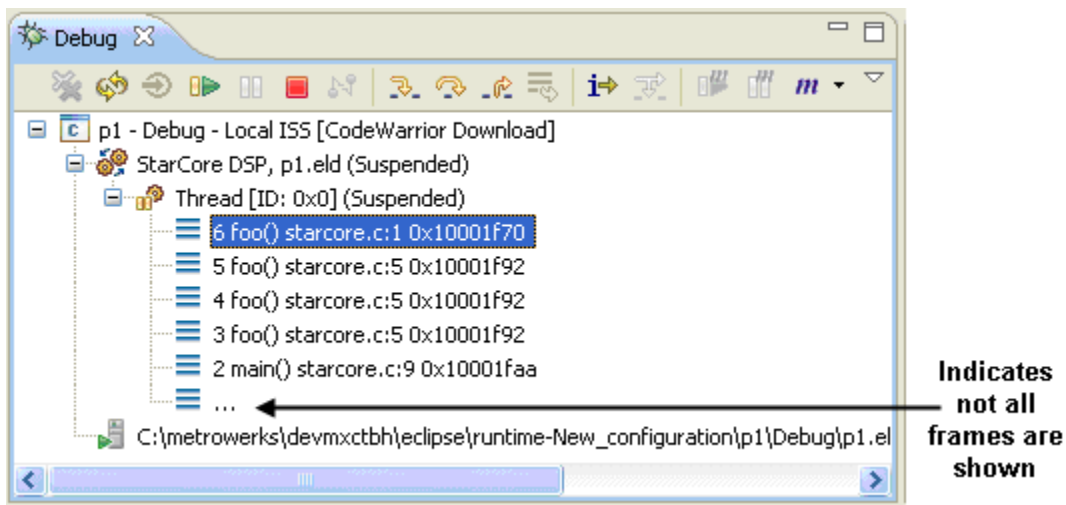 Debug
i
m
c
p1 - Debug - Local ISS [CodeWarrior Download]
StarCore DSP, p1.eld (Suspended)
Thread [ID: 0x0] (Suspended)
6 foo() starcore.c:1 0x10001f70
5 foo() starcore.c:5 0x10001f92
4 foo() starcore.c:5 0x10001f92
3 foo() starcore.c:5 0x10001f92
2 main() starcore.c:9 0x10001faa
...
C:\metrowerks\devmxctbh\eclipse\runtime-New_configuration\p1\Debug\p1.el
Indicates
not all
frames are
shown